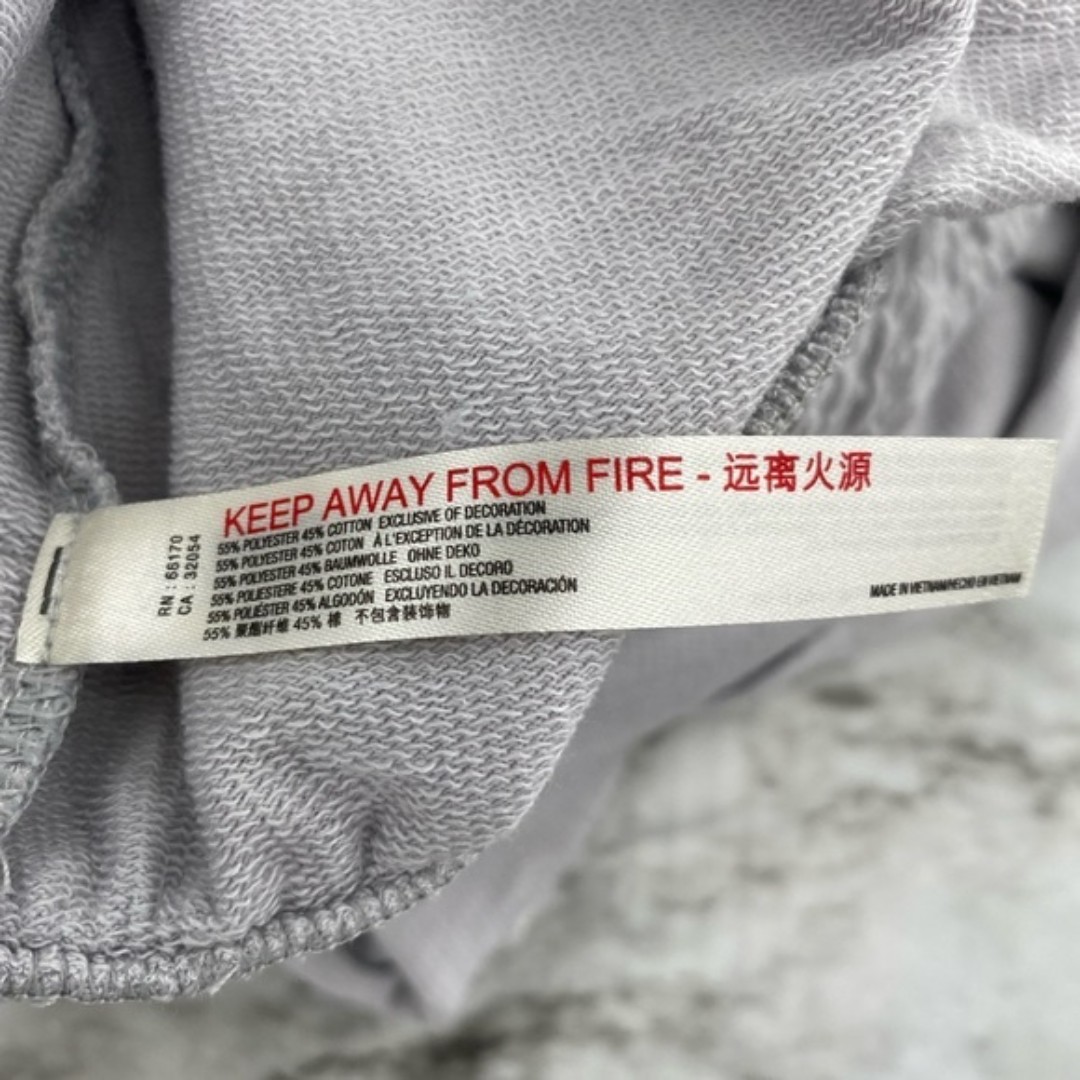 KEEP AWAY FROM FIRE - 远离火源
55% POLYESTER 45% COTTON EXCLUSIVE OF DECORATION
55% POLYESTER 45% COTON À L'EXCEPTION DE LA DÉCORATION
55% POLYESTER 45% BAUMWOLLE OHNE DEKO
55% POLIESTERE 45% COTONE ESCLUSO IL DECORO
55% POLIÉSTER 45% ALGODÓN EXCLUYENDO LA DECORACIÓN
55% 聚酯纤维 45% 棉 不包含装饰物
RN : 66170
CA : 32054
MADE IN VIETNAM/HECHO EN VIETNAM